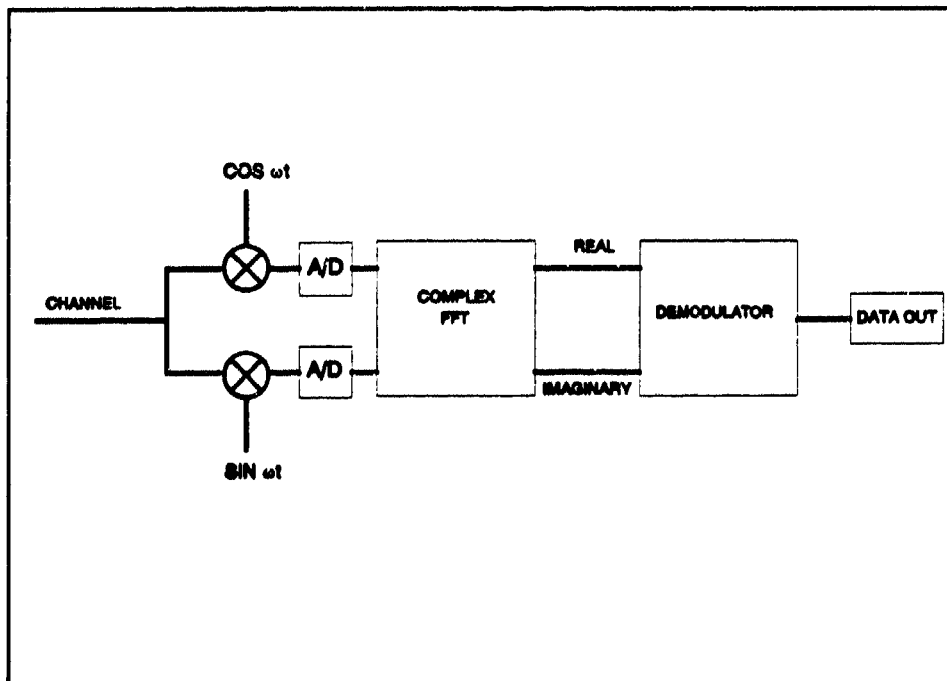 COS ωt
A/D
REAL
CHANNEL
COMPLEX
FFT
DEMODULATOR
DATA OUT
A/D
IMAGINARY
SIN ωt